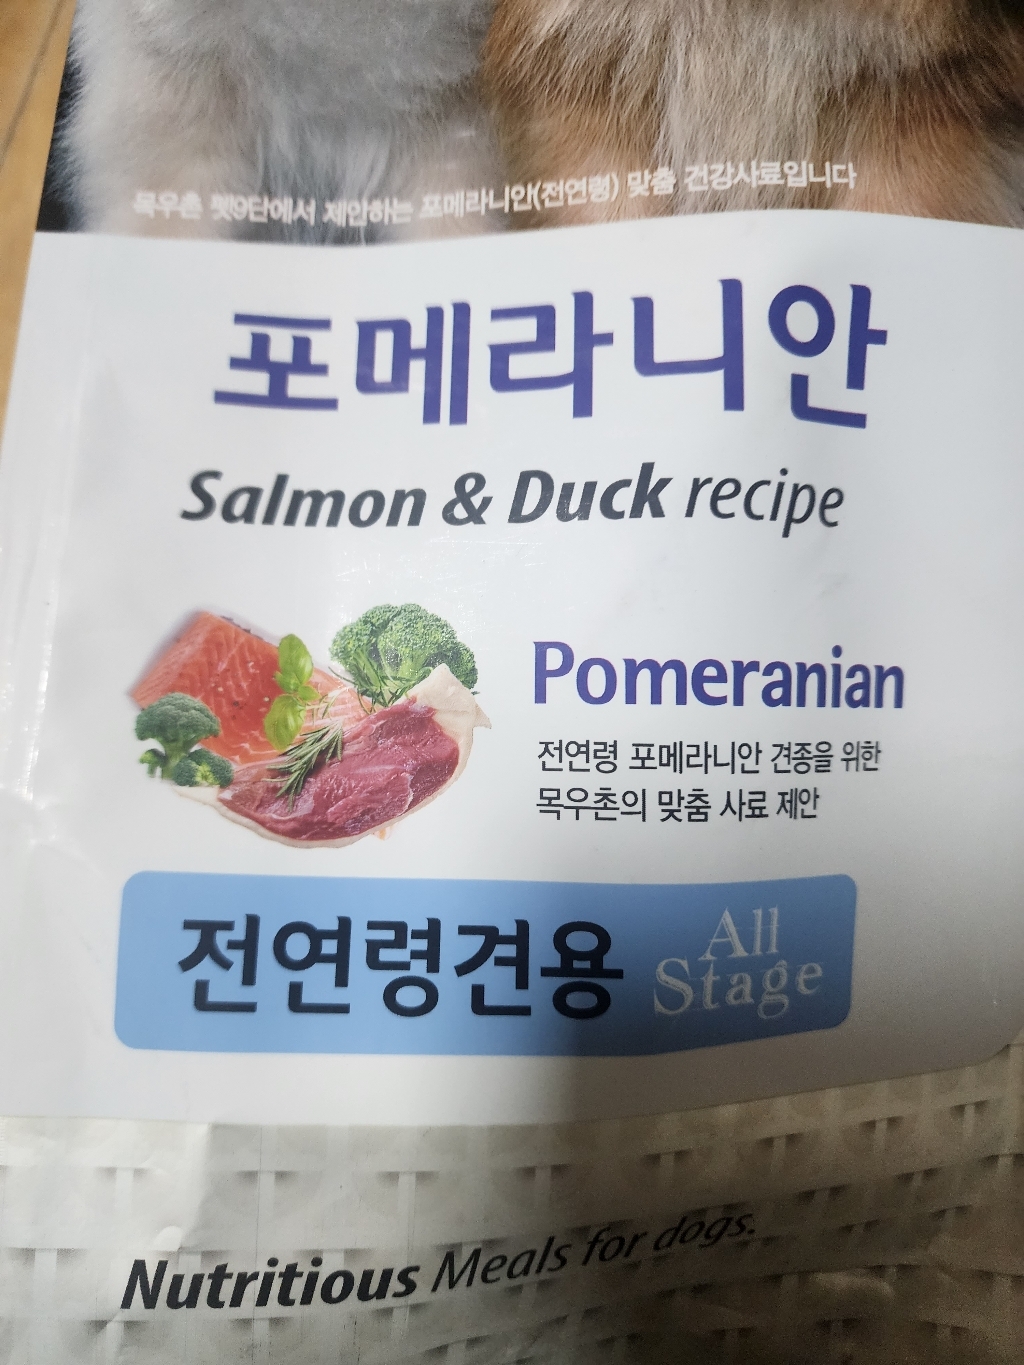 목우촌 펫9단에서 제안하는 포메라니안(전연령) 맞춤 건강사료입니다
포메라니안
Salmon & Duck recipe
Pomeranian
전연령 포메라니안 견종을 위한
목우촌의 맞춤 사료 제안
전연령견용
All
Stage
Nutritious Meals for dogs.